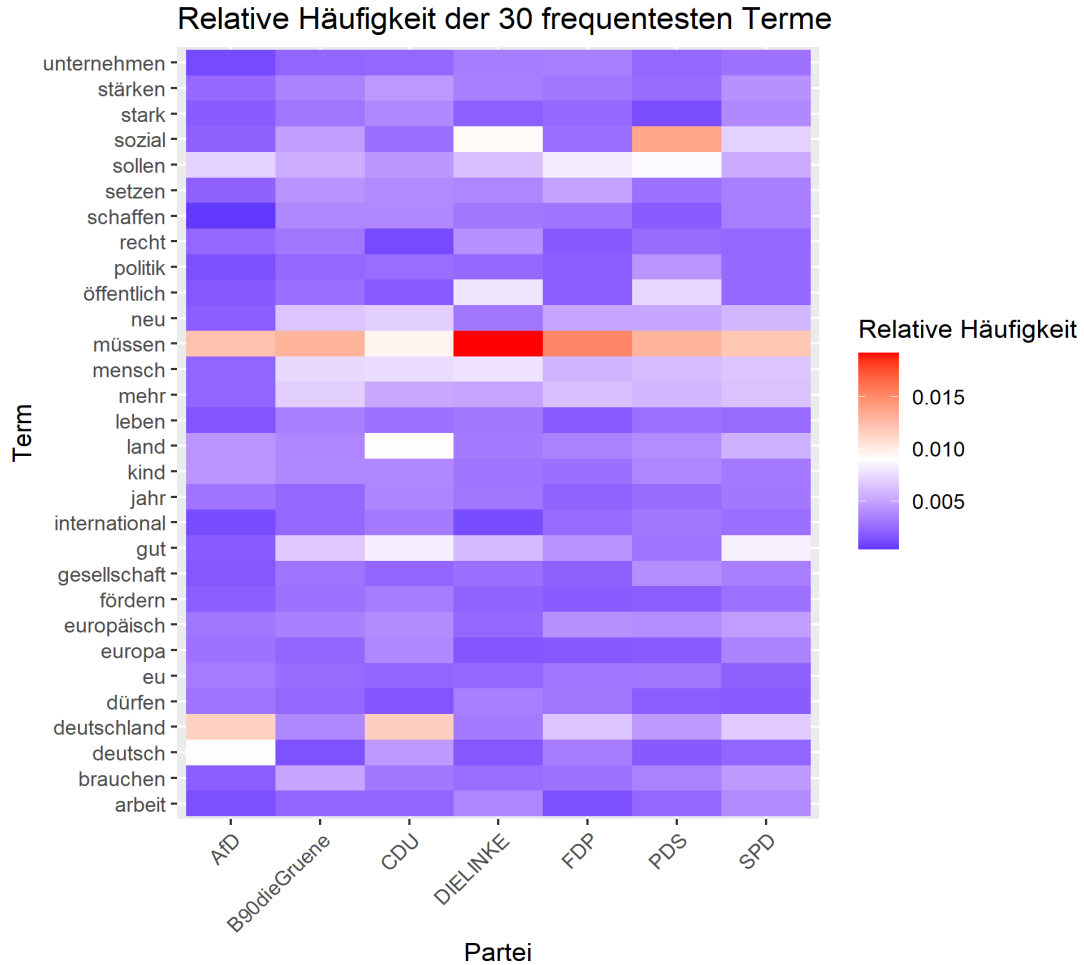 Relative Häufigkeit der 30 frequentesten Terme
unternehmen
stärken
stark
sozial
sollen
setzen
schaffen
recht
politik
öffentlich
neu
müssen
mensch
mehr
leben
land
kind
jahr
international
gut
gesellschaft
fördern
europäisch
europa
eu
dürfen
deutschland
deutsch
brauchen
arbeit
Term
AfD
B90dieGruene
CDU
DIELINKE
FDP
PDS
SPD
Partei
Relative Häufigkeit
0.015
0.010
0.005